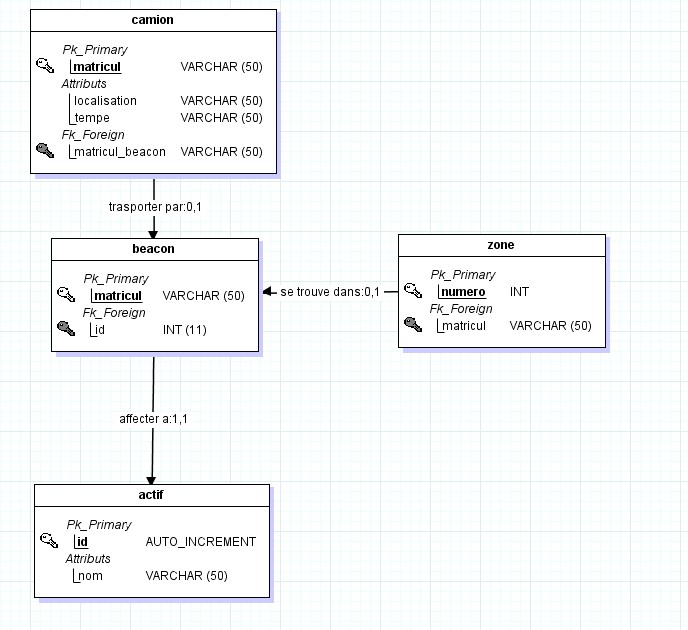 camion
Pk_Primary
matricul VARCHAR (50)
Attributs
localisation VARCHAR (50)
tempe VARCHAR (50)
Fk_Foreign
matricul_beacon VARCHAR (50)
trasporter par:0,1
beacon
Pk_Primary
matricul VARCHAR (50)
Fk_Foreign
id INT (11)
se trouve dans:0,1
zone
Pk_Primary
numero INT
Fk_Foreign
matricul VARCHAR (50)
affecter a:1,1
actif
Pk_Primary
id AUTO_INCREMENT
Attributs
nom VARCHAR (50)